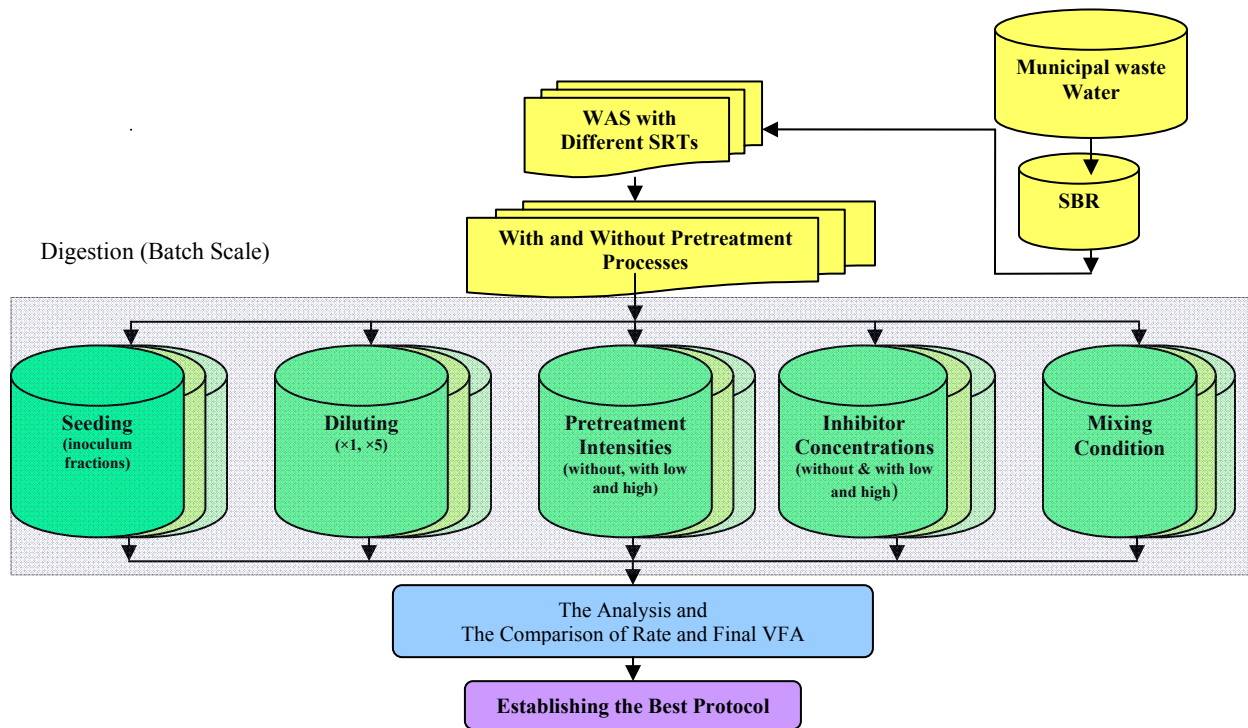 Municipal waste
Water
WAS with
Different SRTs
SBR
With and Without Pretreatment
Processes
Digestion (Batch Scale)
Seeding
(inoculum
fractions)
Diluting
(×1, ×5)
Pretreatment
Intensities
(without, with low
and high)
Inhibitor
Concentrations
(without & with low
and high)
Mixing
Condition
The Analysis and
The Comparison of Rate and Final VFA
Establishing the Best Protocol